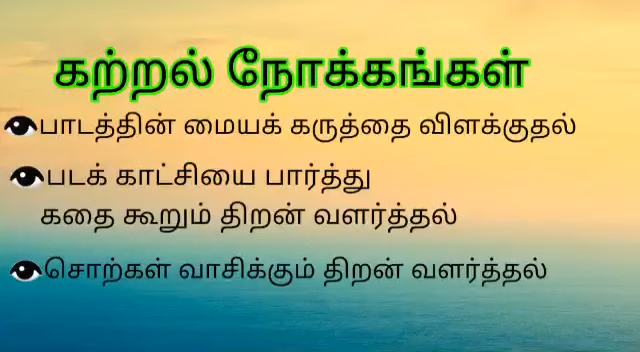 கற்றல் நோக்கங்கள்
பாடத்தின் மையக் கருத்தை விளக்குதல்
படக் காட்சியை பார்த்து
கதை கூறும் திறன் வளர்த்தல்
சொற்கள் வாசிக்கும் திறன் வளர்த்தல்